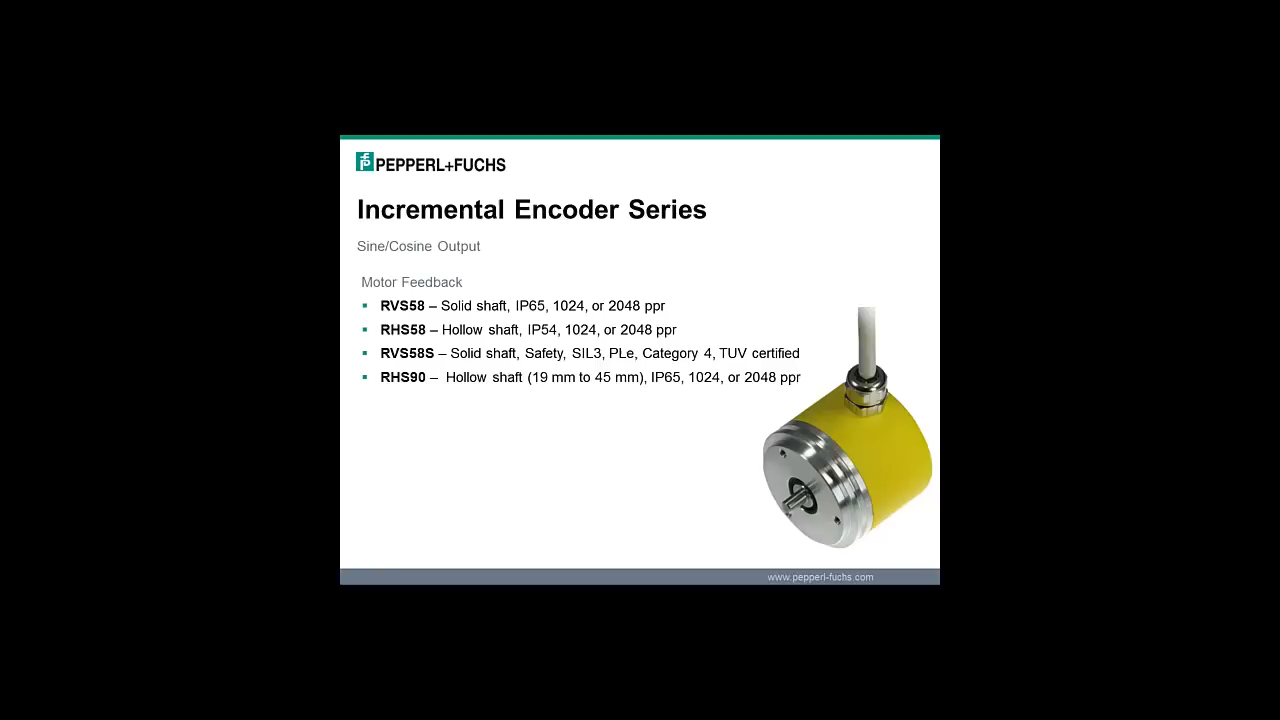 PEPPERL+FUCHS
Incremental Encoder Series
Sine/Cosine Output
Motor Feedback
▪ RVS58 – Solid shaft, IP65, 1024, or 2048 ppr
▪ RHS58 – Hollow shaft, IP54, 1024, or 2048 ppr
▪ RVS58S – Solid shaft, Safety, SIL3, PLe, Category 4, TUV certified
▪ RHS90 – Hollow shaft (19 mm to 45 mm), IP65, 1024, or 2048 ppr
www.pepperl-fuchs.com